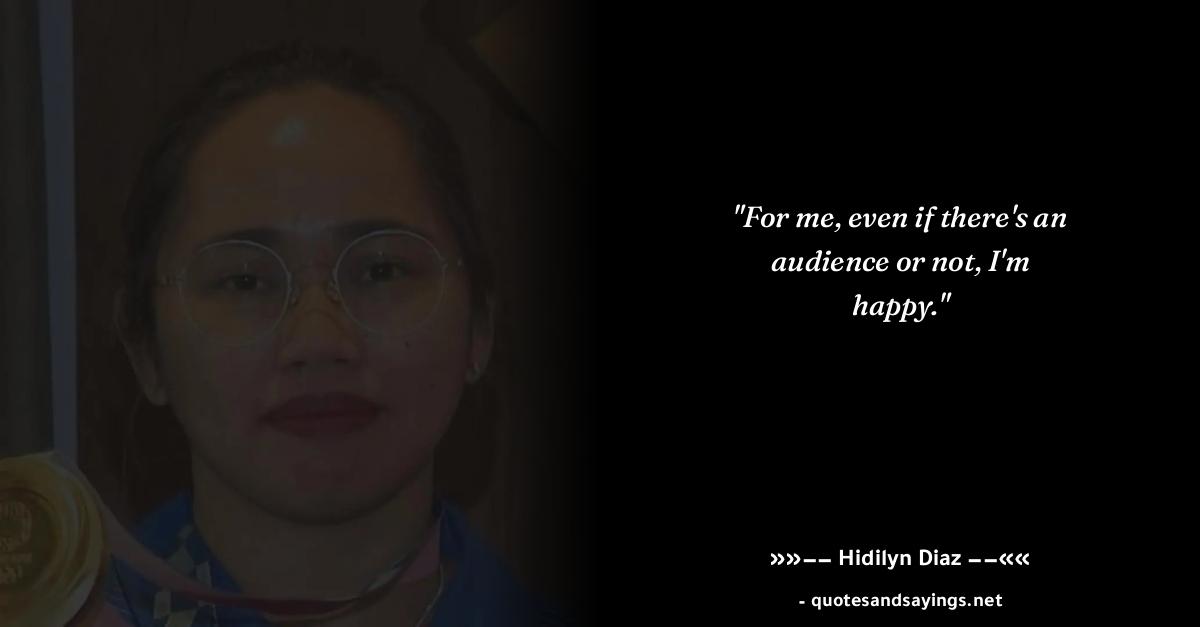 "For me, even if there's an
audience or not, I'm
happy."
»»−− Hidilyn Diaz −−««
- quotesandsayings.net